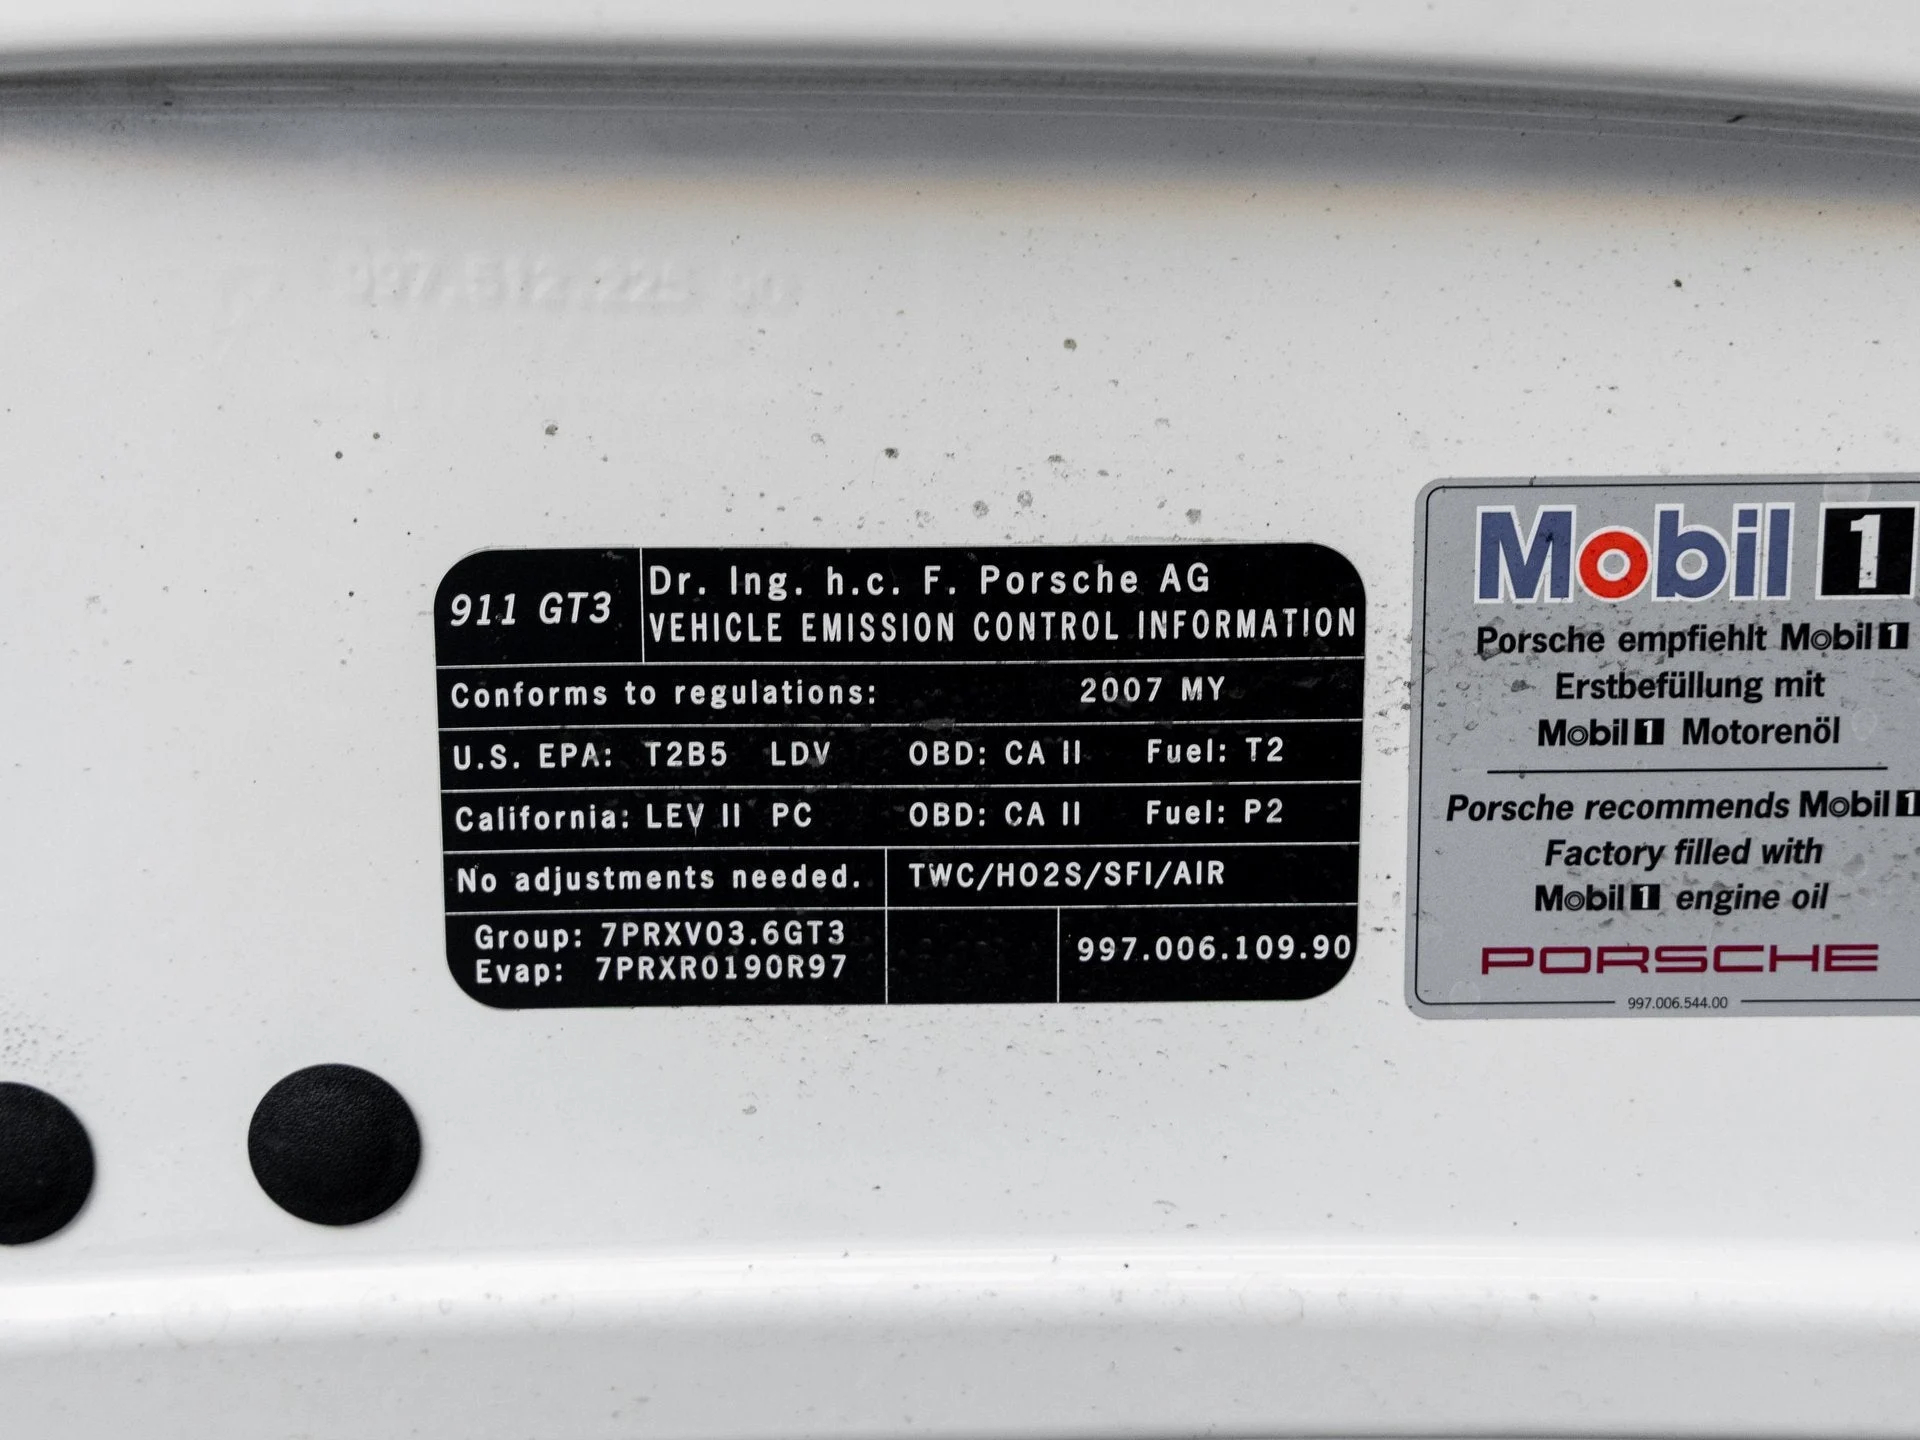 911 GT3
Dr. Ing. h.c. F. Porsche AG
VEHICLE EMISSION CONTROL INFORMATION
Conforms to regulations: 2007 MY
U.S. EPA: T2B5 LDV OBD: CA II Fuel: T2
California: LEV II PC OBD: CA II Fuel: P2
No adjustments needed. TWC/HO2S/SFI/AIR
Group: 7PRXV03.6GT3
Evap: 7PRXR0190R97
997.006.109.90
Mobil 1
Porsche empfiehlt Mobil 1
Erstbefüllung mit
Mobil 1 Motorenöl
Porsche recommends Mobil 1
Factory filled with
Mobil 1 engine oil
PORSCHE
997.006.544.00